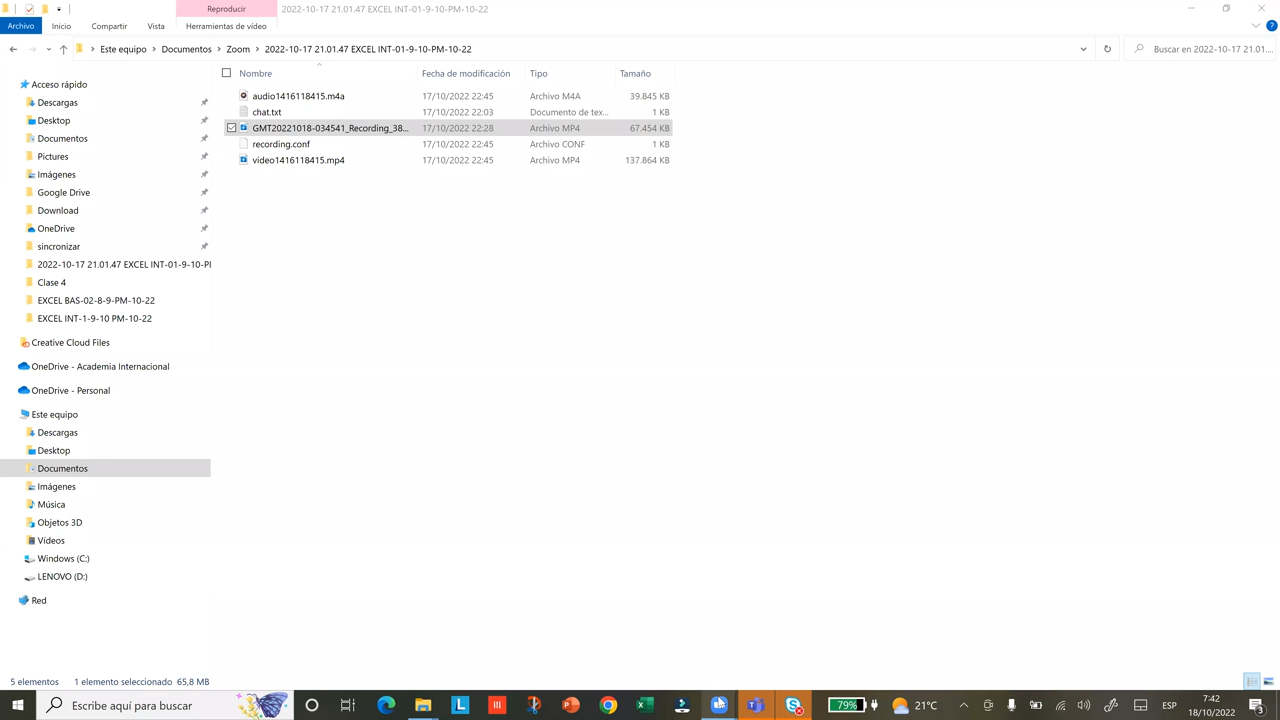 Reproducir
2022-10-17 21.01.47 EXCEL INT-01-9-10-PM-10-22
Archivo
Inicio
Compartir
Vista
Herramientas de vídeo
Este equipo
Documentos
Zoom
2022-10-17 21.01.47 EXCEL INT-01-9-10-PM-10-22
Buscar en 2022-10-17 21.01....
Nombre
Fecha de modificación
Tipo
Tamaño
audio1416118415.m4a 17/10/2022 22:45 Archivo M4A 39.845 KB
chat.txt 17/10/2022 22:03 Documento de tex... 1 KB
GMT20221018-034541_Recording_38... 17/10/2022 22:28 Archivo MP4 67.454 KB
recording.conf 17/10/2022 22:45 Archivo CONF 1 KB
video1416118415.mp4 17/10/2022 22:45 Archivo MP4 137.864 KB
Acceso rápido
Descargas
Desktop
Documentos
Pictures
Imágenes
Google Drive
Download
OneDrive
sincronizar
2022-10-17 21.01.47 EXCEL INT-01-9-10-PI
Clase 4
EXCEL BAS-02-8-9-PM-10-22
EXCEL INT-1-9-10 PM-10-22
Creative Cloud Files
OneDrive - Academia Internacional
OneDrive - Personal
Este equipo
Descargas
Desktop
Documentos
Imágenes
Música
Objetos 3D
Vídeos
Windows (C:)
LENOVO (D:)
Red
5 elementos
1 elemento seleccionado 65,8 MB
Escribe aquí para buscar
79%
21°C
ESP
7:42
18/10/2022
3